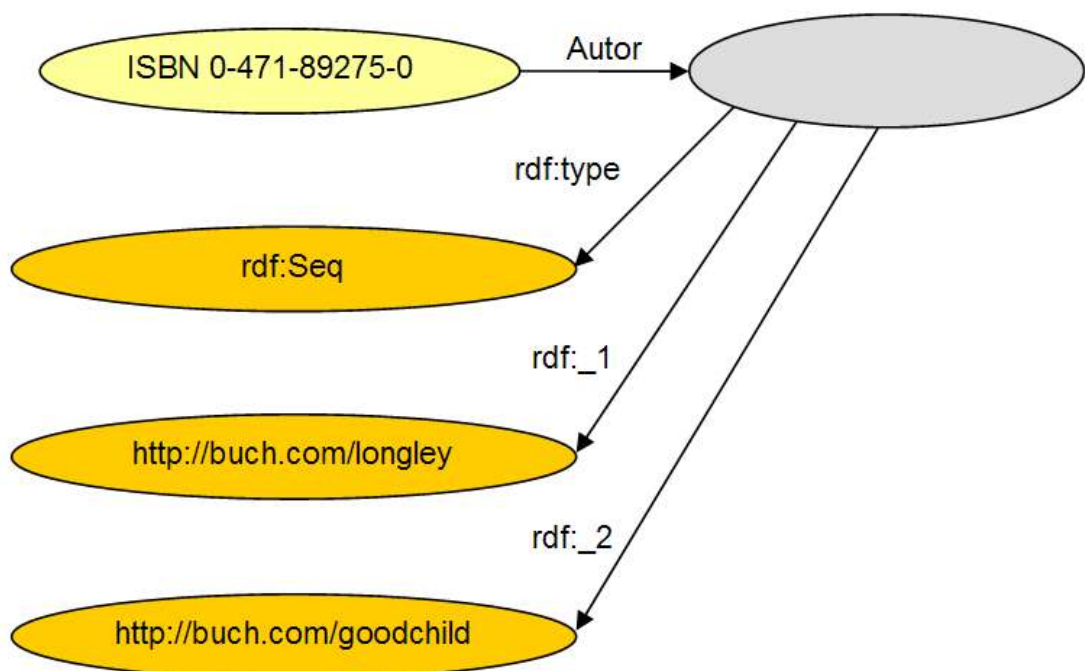 ISBN 0-471-89275-0
Autor
rdf:type
rdf:Seq
rdf:_1
http://buch.com/longley
rdf:_2
http://buch.com/goodchild